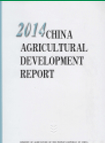 2014 CHINA
AGRICULTURAL
DEVELOPMENT
REPORT